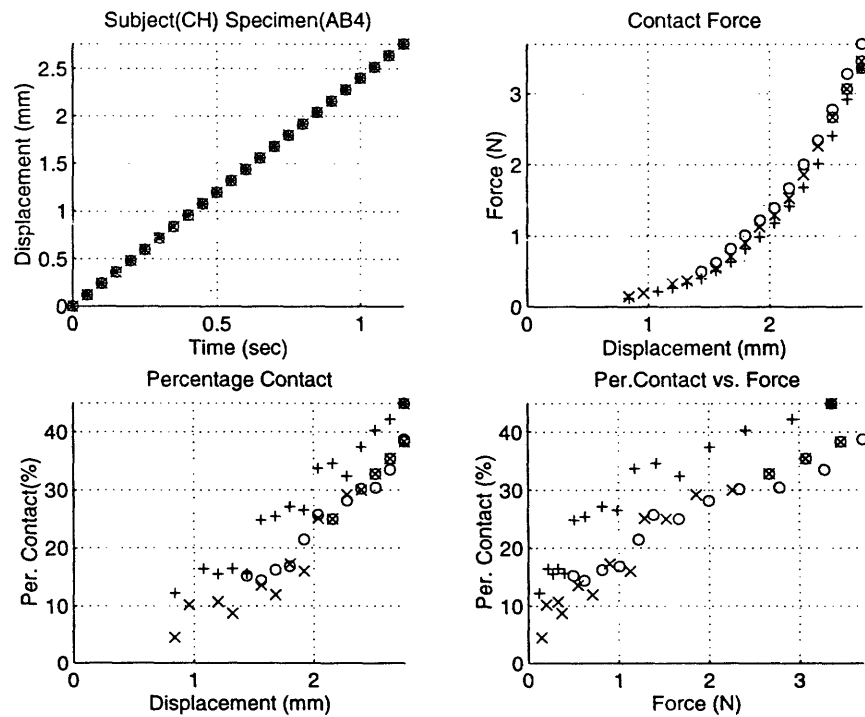 Subject(CH) Specimen(AB4)
Displacement (mm)
2.5
2
1.5
1
0.5
0
0
0.5
1
Time (sec)
Contact Force
Force (N)
3
2
1
0
0
1
2
Displacement (mm)
Percentage Contact
Per. Contact(%)
40
30
20
10
0
0
1
2
Displacement (mm)
Per.Contact vs. Force
Per. Contact (%)
40
30
20
10
0
0
1
2
3
Force (N)